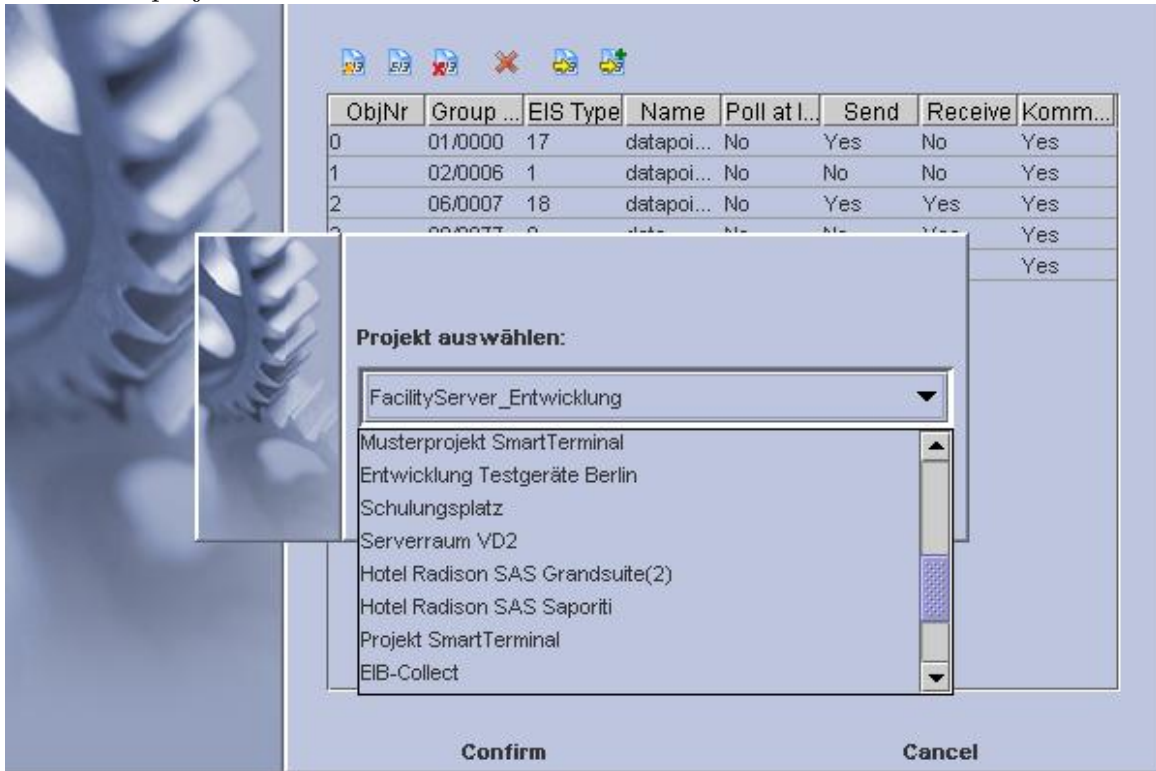 ObjNr Group ... EIS Type Name Poll at l... Send Receive Komm...
0 01/0000 17 datapoi... No Yes No Yes
1 02/0006 1 datapoi... No No No Yes
2 06/0007 18 datapoi... No Yes Yes Yes
Yes
Yes
Projekt auswählen:
FacilityServer_Entwicklung
Musterprojekt SmartTerminal
Entwicklung Testgeräte Berlin
Schulungsplatz
Serverraum VD2
Hotel Radison SAS Grandsuite(2)
Hotel Radison SAS Saporiti
Projekt SmartTerminal
EIB-Collect
Confirm Cancel